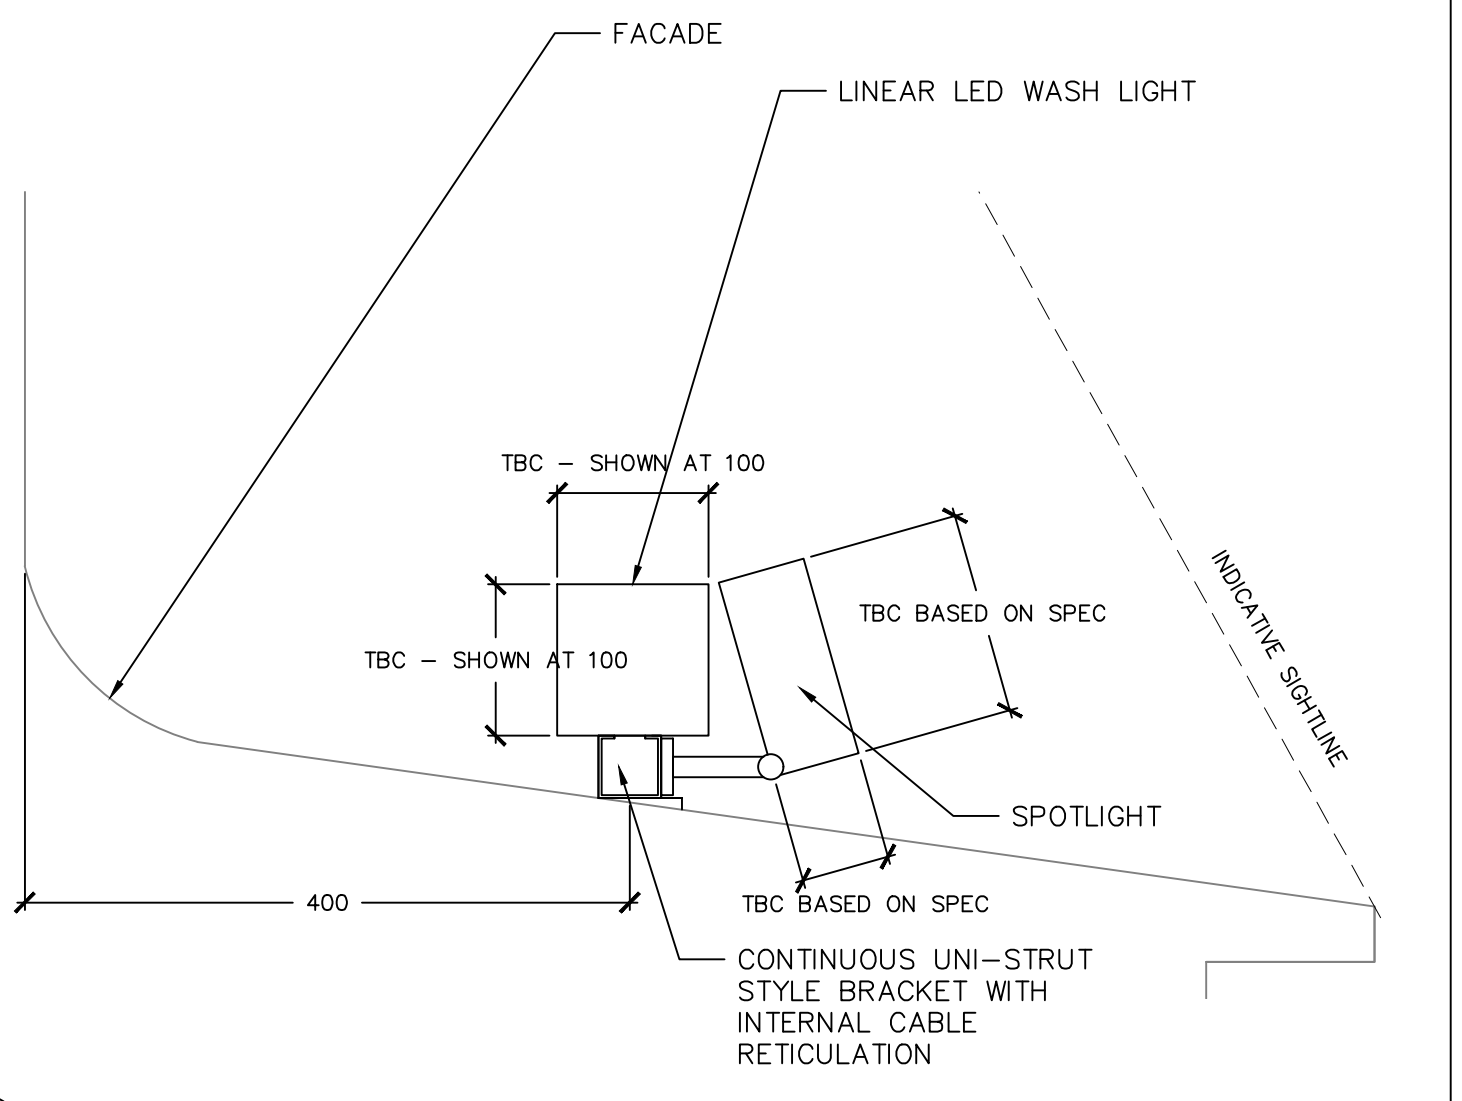 FACADE
LINEAR LED WASH LIGHT
TBC – SHOWN AT 100
TBC BASED ON SPEC
TBC – SHOWN AT 100
INDICATIVE SIGHTLINE
SPOTLIGHT
400
TBC BASED ON SPEC
CONTINUOUS UNI–STRUT
STYLE BRACKET WITH
INTERNAL CABLE
RETICULATION